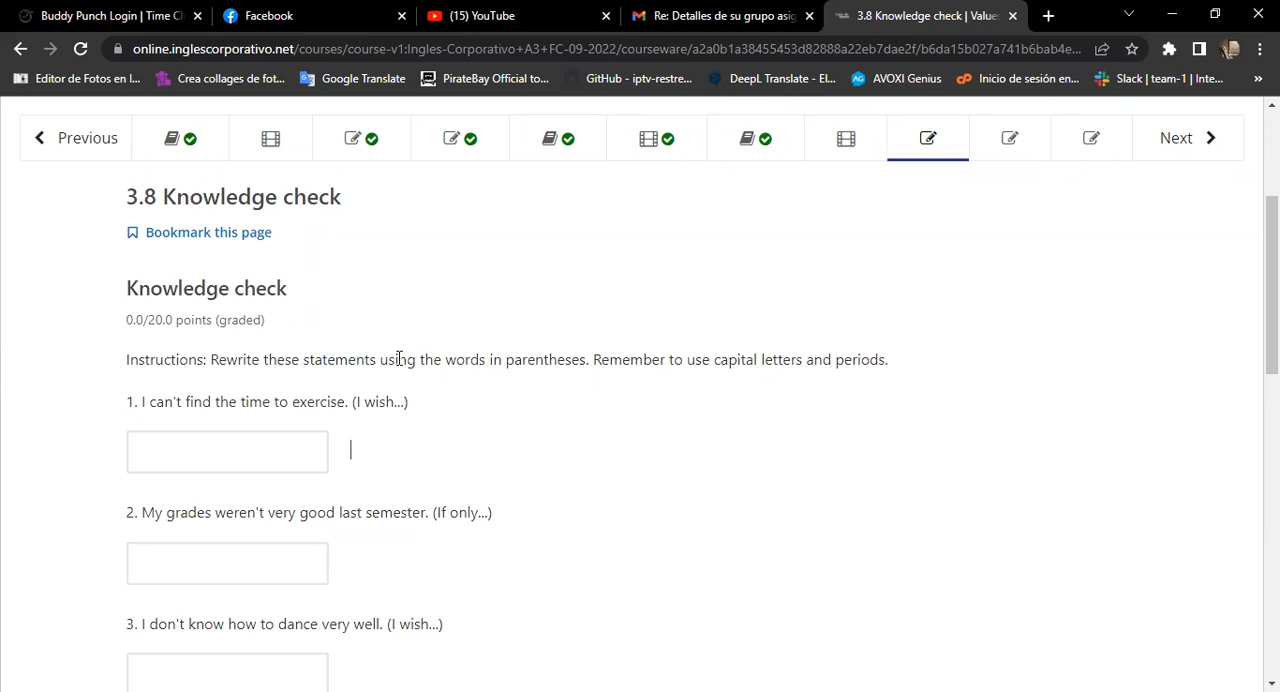 Buddy Punch Login | Time Cl
Facebook
(15) YouTube
Re: Detalles de su grupo asig
3.8 Knowledge check | Values
online.inglescorporativo.net/courses/course-v1:Ingles-Corporativo+A3+FC-09-2022/courseware/a2a0b1a38455453d82888a22eb7dae2f/b6da15b027a741b6bab4e...
Editor de Fotos en l...
Crea collages de fot...
Google Translate
PirateBay Official to...
GitHub - iptv-restre...
DeepL Translate - El...
AVOXI Genius
Inicio de sesión en...
Slack | team-1 | Inte...
Previous
Next
3.8 Knowledge check
Bookmark this page
Knowledge check
0.0/20.0 points (graded)
Instructions: Rewrite these statements using the words in parentheses. Remember to use capital letters and periods.
1. I can't find the time to exercise. (I wish...)
2. My grades weren't very good last semester. (If only...)
3. I don't know how to dance very well. (I wish...)